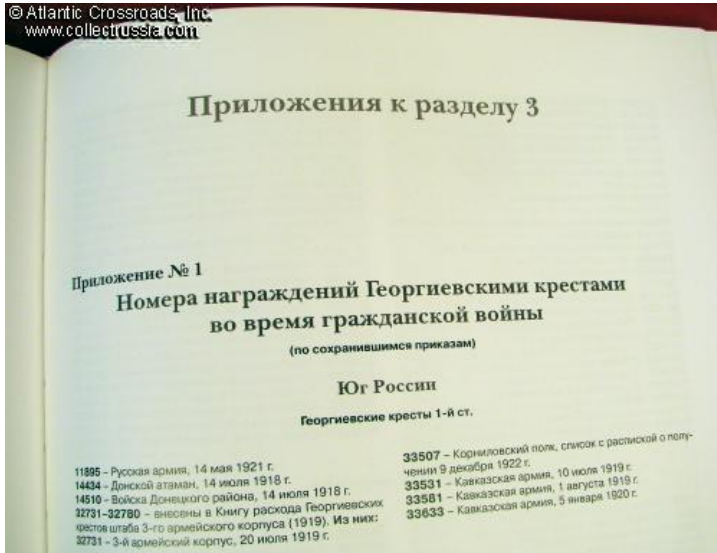 © Atlantic Crossroads, Inc.
www.collectrussia.com
Приложения к разделу 3
Приложение № 1
Номера награждений Георгиевскими крестами
во время гражданской войны
(по сохранившимся приказам)
Юг России
Георгиевские кресты 1-й ст.
11895 – Русская армия, 14 мая 1921 г.
14434 – Донской атаман, 14 июля 1918 г.
14510 – Войска Донецкого района, 14 июля 1918 г.
32731–32780 – внесены в Книгу расхода Георгиевских
крестов штаба 3-го армейского корпуса (1919). Из них:
32731 – 3-й армейский корпус, 20 июля 1919 г.
33507 – Корниловский полк, список с распиской о полу-
чении 9 декабря 1922 г.
33531 – Кавказская армия, 10 июля 1919 г.
33581 – Кавказская армия, 1 августа 1919 г.
33633 – Кавказская армия, 5 января 1920 г.